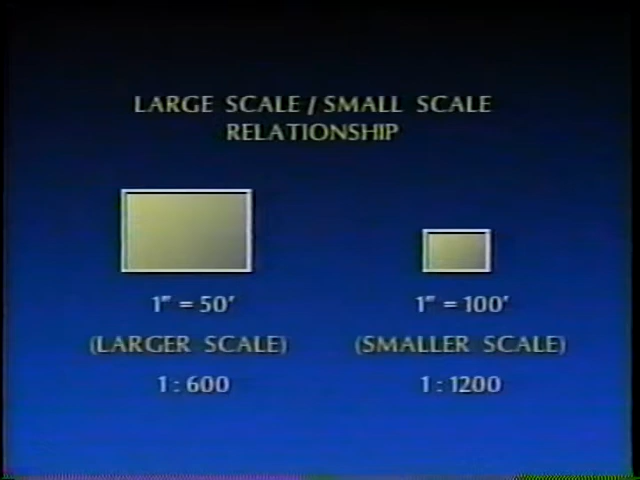 LARGE SCALE / SMALL SCALE
RELATIONSHIP
1" = 50' 1" = 100'
(LARGER SCALE) (SMALLER SCALE)
1 : 600 1 : 1200